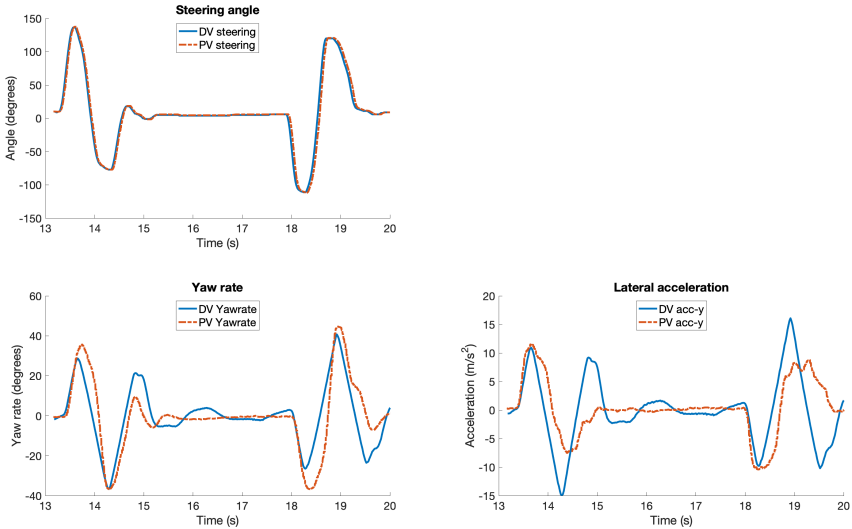 Steering angle
150
100
50
0
-50
-100
-150
Angle (degrees)
DV steering
PV steering
13 14 15 16 17 18 19 20
Time (s)
Yaw rate
60
40
20
0
-20
-40
Yaw rate (degrees)
DV Yawrate
PV Yawrate
13 14 15 16 17 18 19 20
Time (s)
Lateral acceleration
20
15
10
5
0
-5
-10
-15
Acceleration (m/s²)
DV acc-y
PV acc-y
13 14 15 16 17 18 19 20
Time (s)